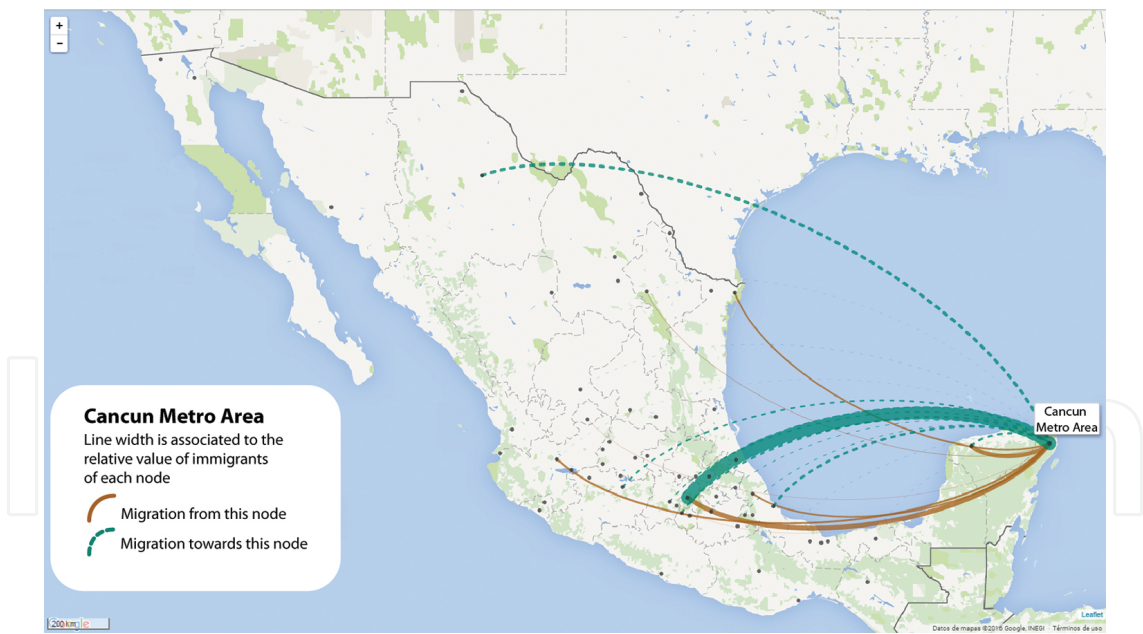 +
−
Cancun
Metro Area
Cancun Metro Area
Line width is associated to the
relative value of immigrants
of each node
Migration from this node
Migration towards this node
Leaflet
Datos de mapas ©2016 Google, INEGI - Términos de uso